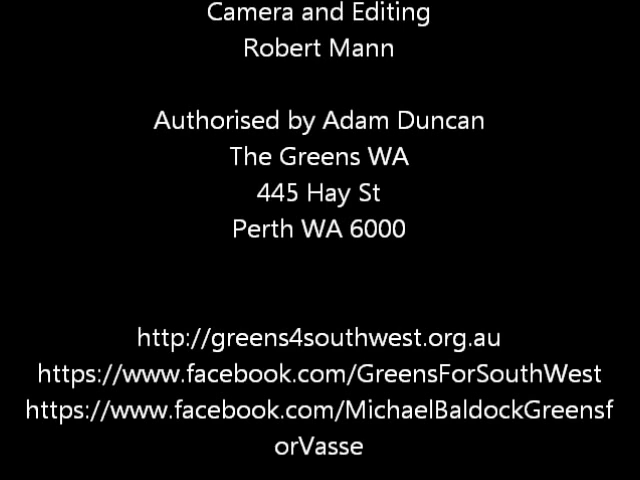 Camera and Editing
Robert Mann
Authorised by Adam Duncan
The Greens WA
445 Hay St
Perth WA 6000
http://greens4southwest.org.au
https://www.facebook.com/GreensForSouthWest
https://www.facebook.com/MichaelBaldockGreensf
orVasse